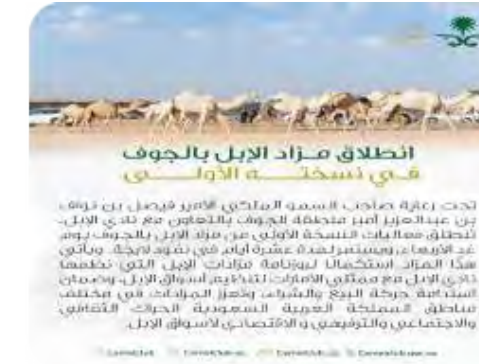 انطلاق مزاد الإبل بالجوف
في نسخته الأولى
تحت رعاية صاحب السمو الملكي الأمير فيصل بن نواف
بن عبدالعزيز أمير منطقة الجوف بالتعاون مع نادي الإبل،
تنطلق فعاليات النسخة الأولى من مزاد الإبل بالجوف يوم
غد الأربعاء، ويستمر لمدة عشرة أيام في نفود لايجة. ويأتي
هذا المزاد استكمالا لروزنامة مزادات الإبل التي نظمها
نادي الإبل مع ممثلي الامارات لتنظيم أسواق الإبل، وضمان
استدامة حركة البيع والشراء، وتعزز المزادات في مختلف
مناطق المملكة العربية السعودية الحراك الثقافي
والاجتماعي والترفيهي والاقتصادي لأسواق الإبل.